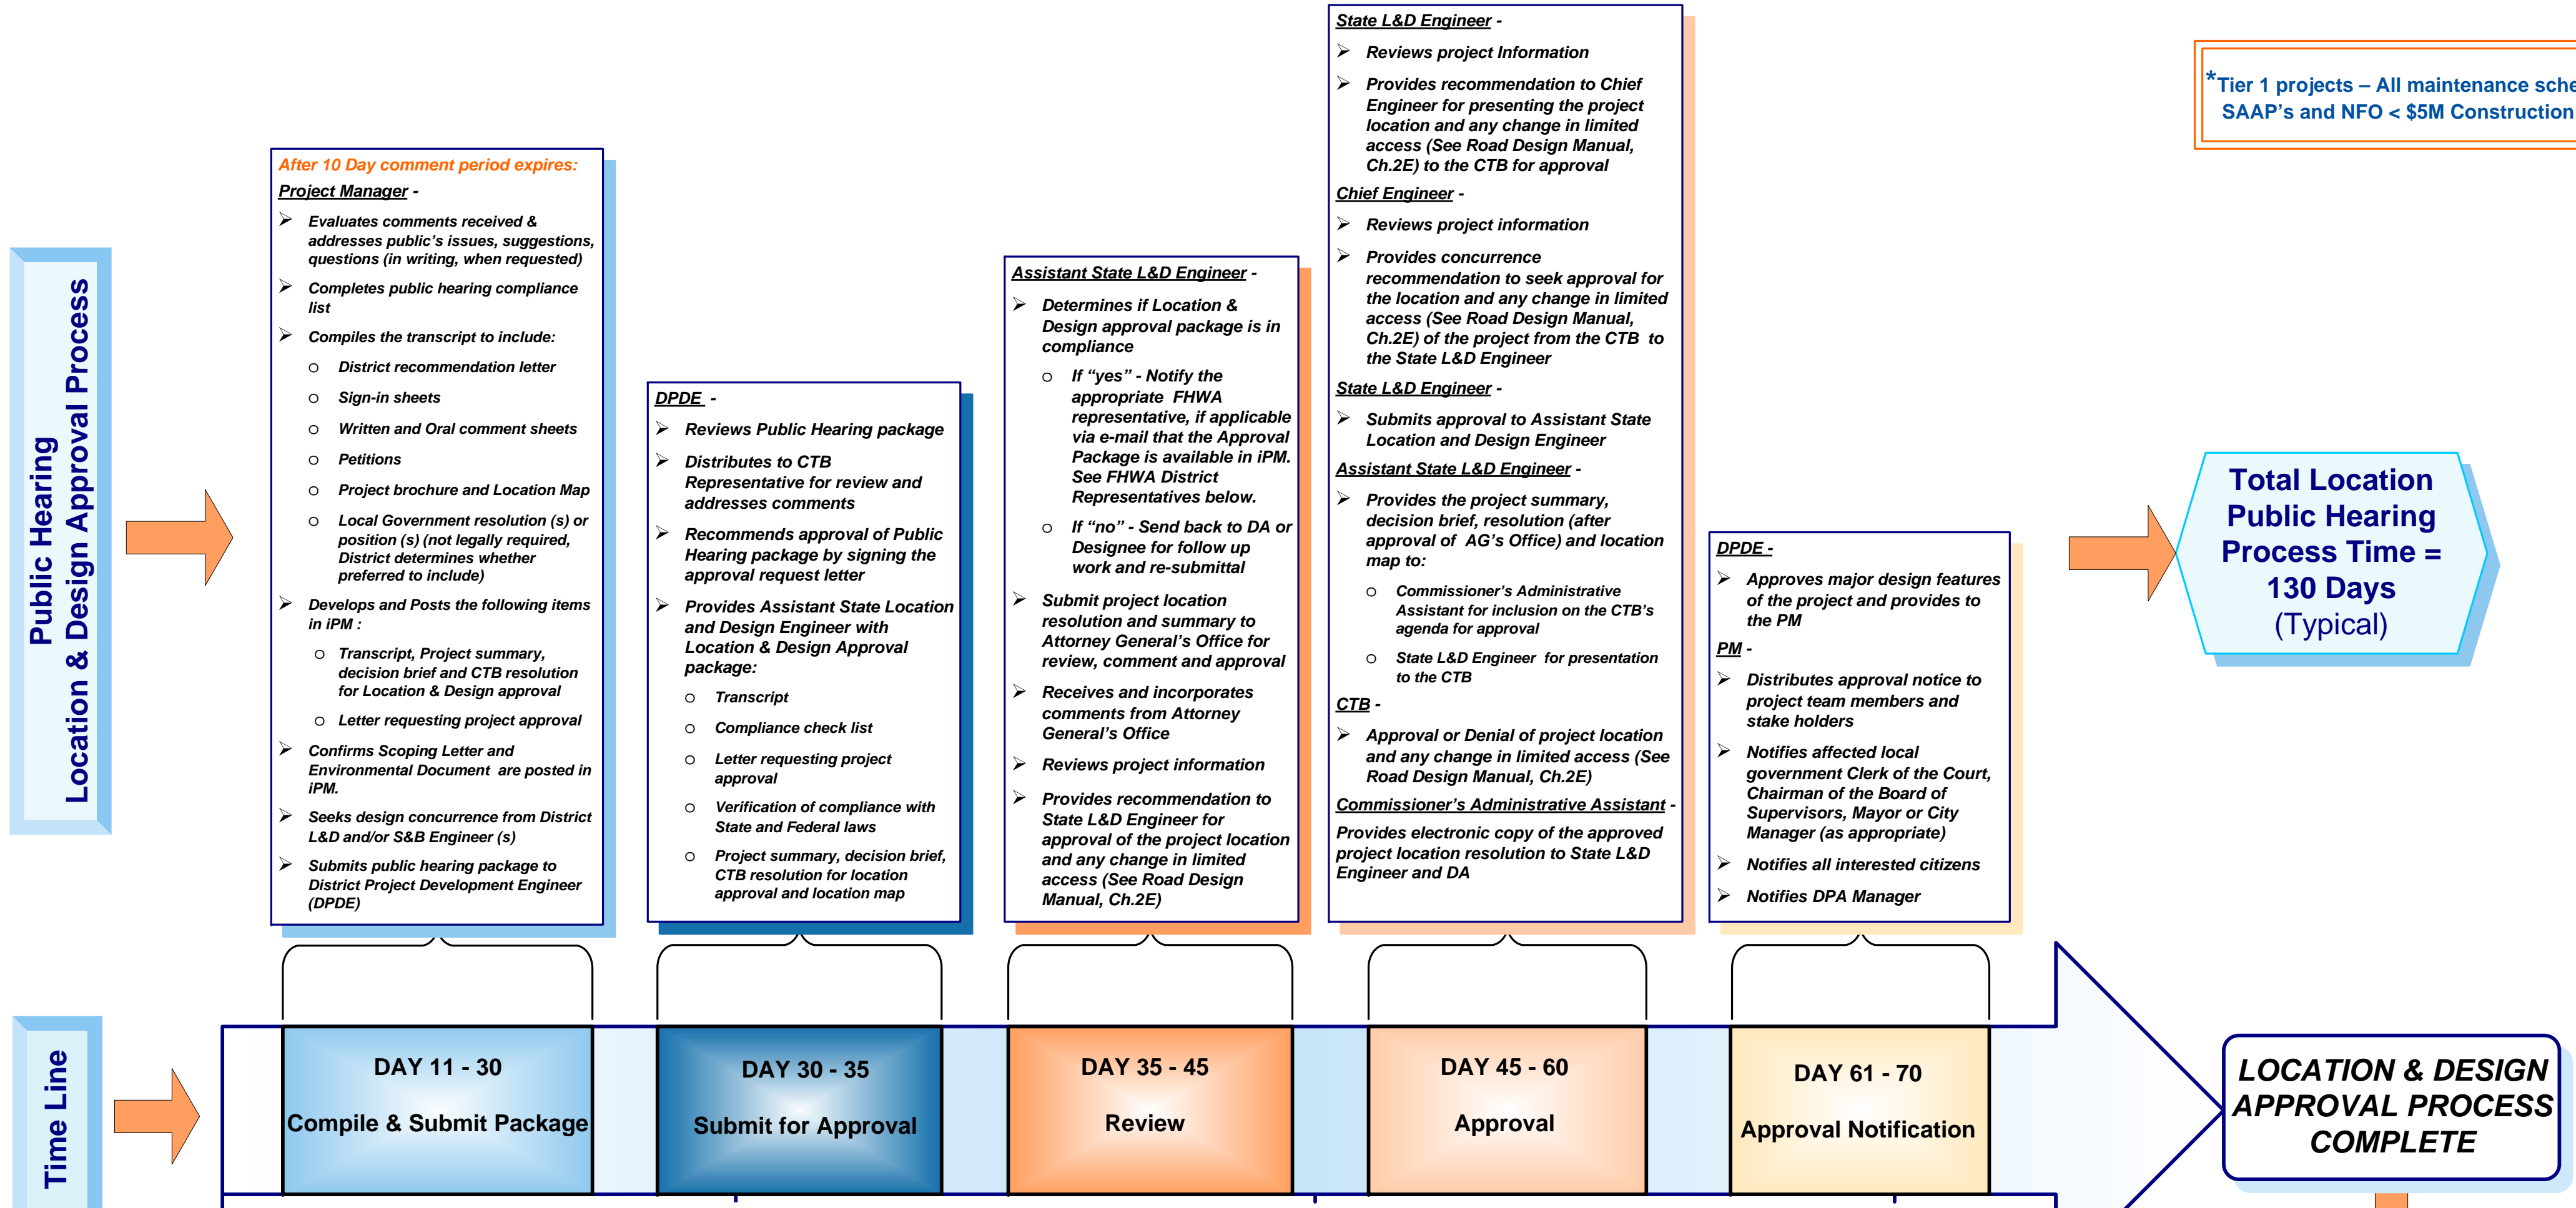 Public Hearing
Location & Design Approval Process
After 10 Day comment period expires:
Project Manager -
➢ Evaluates comments received &
addresses public's issues, suggestions,
questions (in writing, when requested)
➢ Completes public hearing compliance
list
➢ Compiles the transcript to include:
o District recommendation letter
o Sign-in sheets
o Written and Oral comment sheets
o Petitions
o Project brochure and Location Map
o Local Government resolution (s) or
position (s) (not legally required,
District determines whether
preferred to include)
➢ Develops and Posts the following items
in iPM :
o Transcript, Project summary,
decision brief and CTB resolution
for Location & Design approval
o Letter requesting project approval
➢ Confirms Scoping Letter and
Environmental Document are posted in
iPM.
➢ Seeks design concurrence from District
L&D and/or S&B Engineer (s)
➢ Submits public hearing package to
District Project Development Engineer
(DPDE)
DPDE -
➢ Reviews Public Hearing package
➢ Distributes to CTB
Representative for review and
addresses comments
➢ Recommends approval of Public
Hearing package by signing the
approval request letter
➢ Provides Assistant State Location
and Design Engineer with
Location & Design Approval
package:
o Transcript
o Compliance check list
o Letter requesting project
approval
o Verification of compliance with
State and Federal laws
o Project summary, decision brief,
CTB resolution for location
approval and location map
Assistant State L&D Engineer -
➢ Determines if Location &
Design approval package is in
compliance
o If “yes” - Notify the
appropriate FHWA
representative, if applicable
via e-mail that the Approval
Package is available in iPM.
See FHWA District
Representatives below.
o If “no” - Send back to DA or
Designee for follow up
work and re-submittal
➢ Submit project location
resolution and summary to
Attorney General's Office for
review, comment and approval
➢ Receives and incorporates
comments from Attorney
General's Office
➢ Reviews project information
➢ Provides recommendation to
State L&D Engineer for
approval of the project location
and any change in limited
access (See Road Design
Manual, Ch.2E)
State L&D Engineer -
➢ Reviews project Information
➢ Provides recommendation to Chief
Engineer for presenting the project
location and any change in limited
access (See Road Design Manual,
Ch.2E) to the CTB for approval
Chief Engineer -
➢ Reviews project information
➢ Provides concurrence
recommendation to seek approval for
the location and any change in limited
access (See Road Design Manual,
Ch.2E) of the project from the CTB to
the State L&D Engineer
State L&D Engineer -
➢ Submits approval to Assistant State
Location and Design Engineer
Assistant State L&D Engineer -
➢ Provides the project summary,
decision brief, resolution (after
approval of AG's Office) and location
map to:
o Commissioner's Administrative
Assistant for inclusion on the CTB's
agenda for approval
o State L&D Engineer for presentation
to the CTB
CTB -
➢ Approval or Denial of project location
and any change in limited access (See
Road Design Manual, Ch.2E)
Commissioner's Administrative Assistant -
Provides electronic copy of the approved
project location resolution to State L&D
Engineer and DA
DPDE -
➢ Approves major design features
of the project and provides to
the PM
PM -
➢ Distributes approval notice to
project team members and
stake holders
➢ Notifies affected local
government Clerk of the Court,
Chairman of the Board of
Supervisors, Mayor or City
Manager (as appropriate)
➢ Notifies all interested citizens
➢ Notifies DPA Manager
*Tier 1 projects – All maintenance sche
SAAP's and NFO < $5M Construction
Total Location
Public Hearing
Process Time =
130 Days
(Typical)
Time Line
DAY 11 - 30
Compile & Submit Package
DAY 30 - 35
Submit for Approval
DAY 35 - 45
Review
DAY 45 - 60
Approval
DAY 61 - 70
Approval Notification
LOCATION & DESIGN
APPROVAL PROCESS
COMPLETE